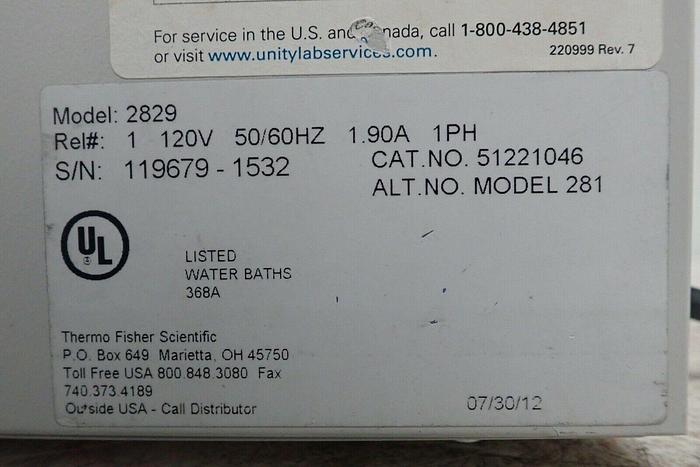 For service in the U.S. and Canada, call 1-800-438-4851
or visit www.unitylabservices.com.
220999 Rev. 7
Model: 2829
Rel#: 1 120V 50/60HZ 1.90A 1PH
S/N: 119679 - 1532
CAT.NO. 51221046
ALT.NO. MODEL 281
UL
LISTED
WATER BATHS
368A
Thermo Fisher Scientific
P.O. Box 649 Marietta, OH 45750
Toll Free USA 800.848.3080 Fax
740.373.4189
Outside USA - Call Distributor
07/30/12